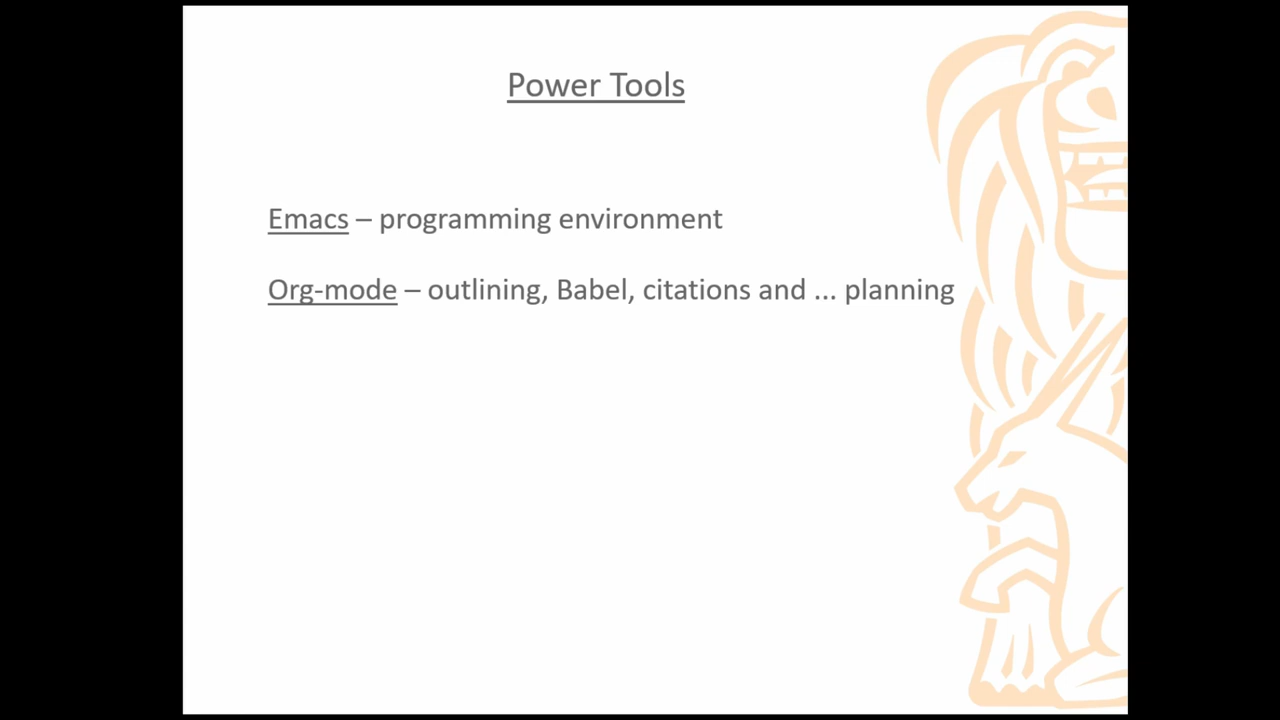 Power Tools
Emacs – programming environment
Org-mode – outlining, Babel, citations and ... planning